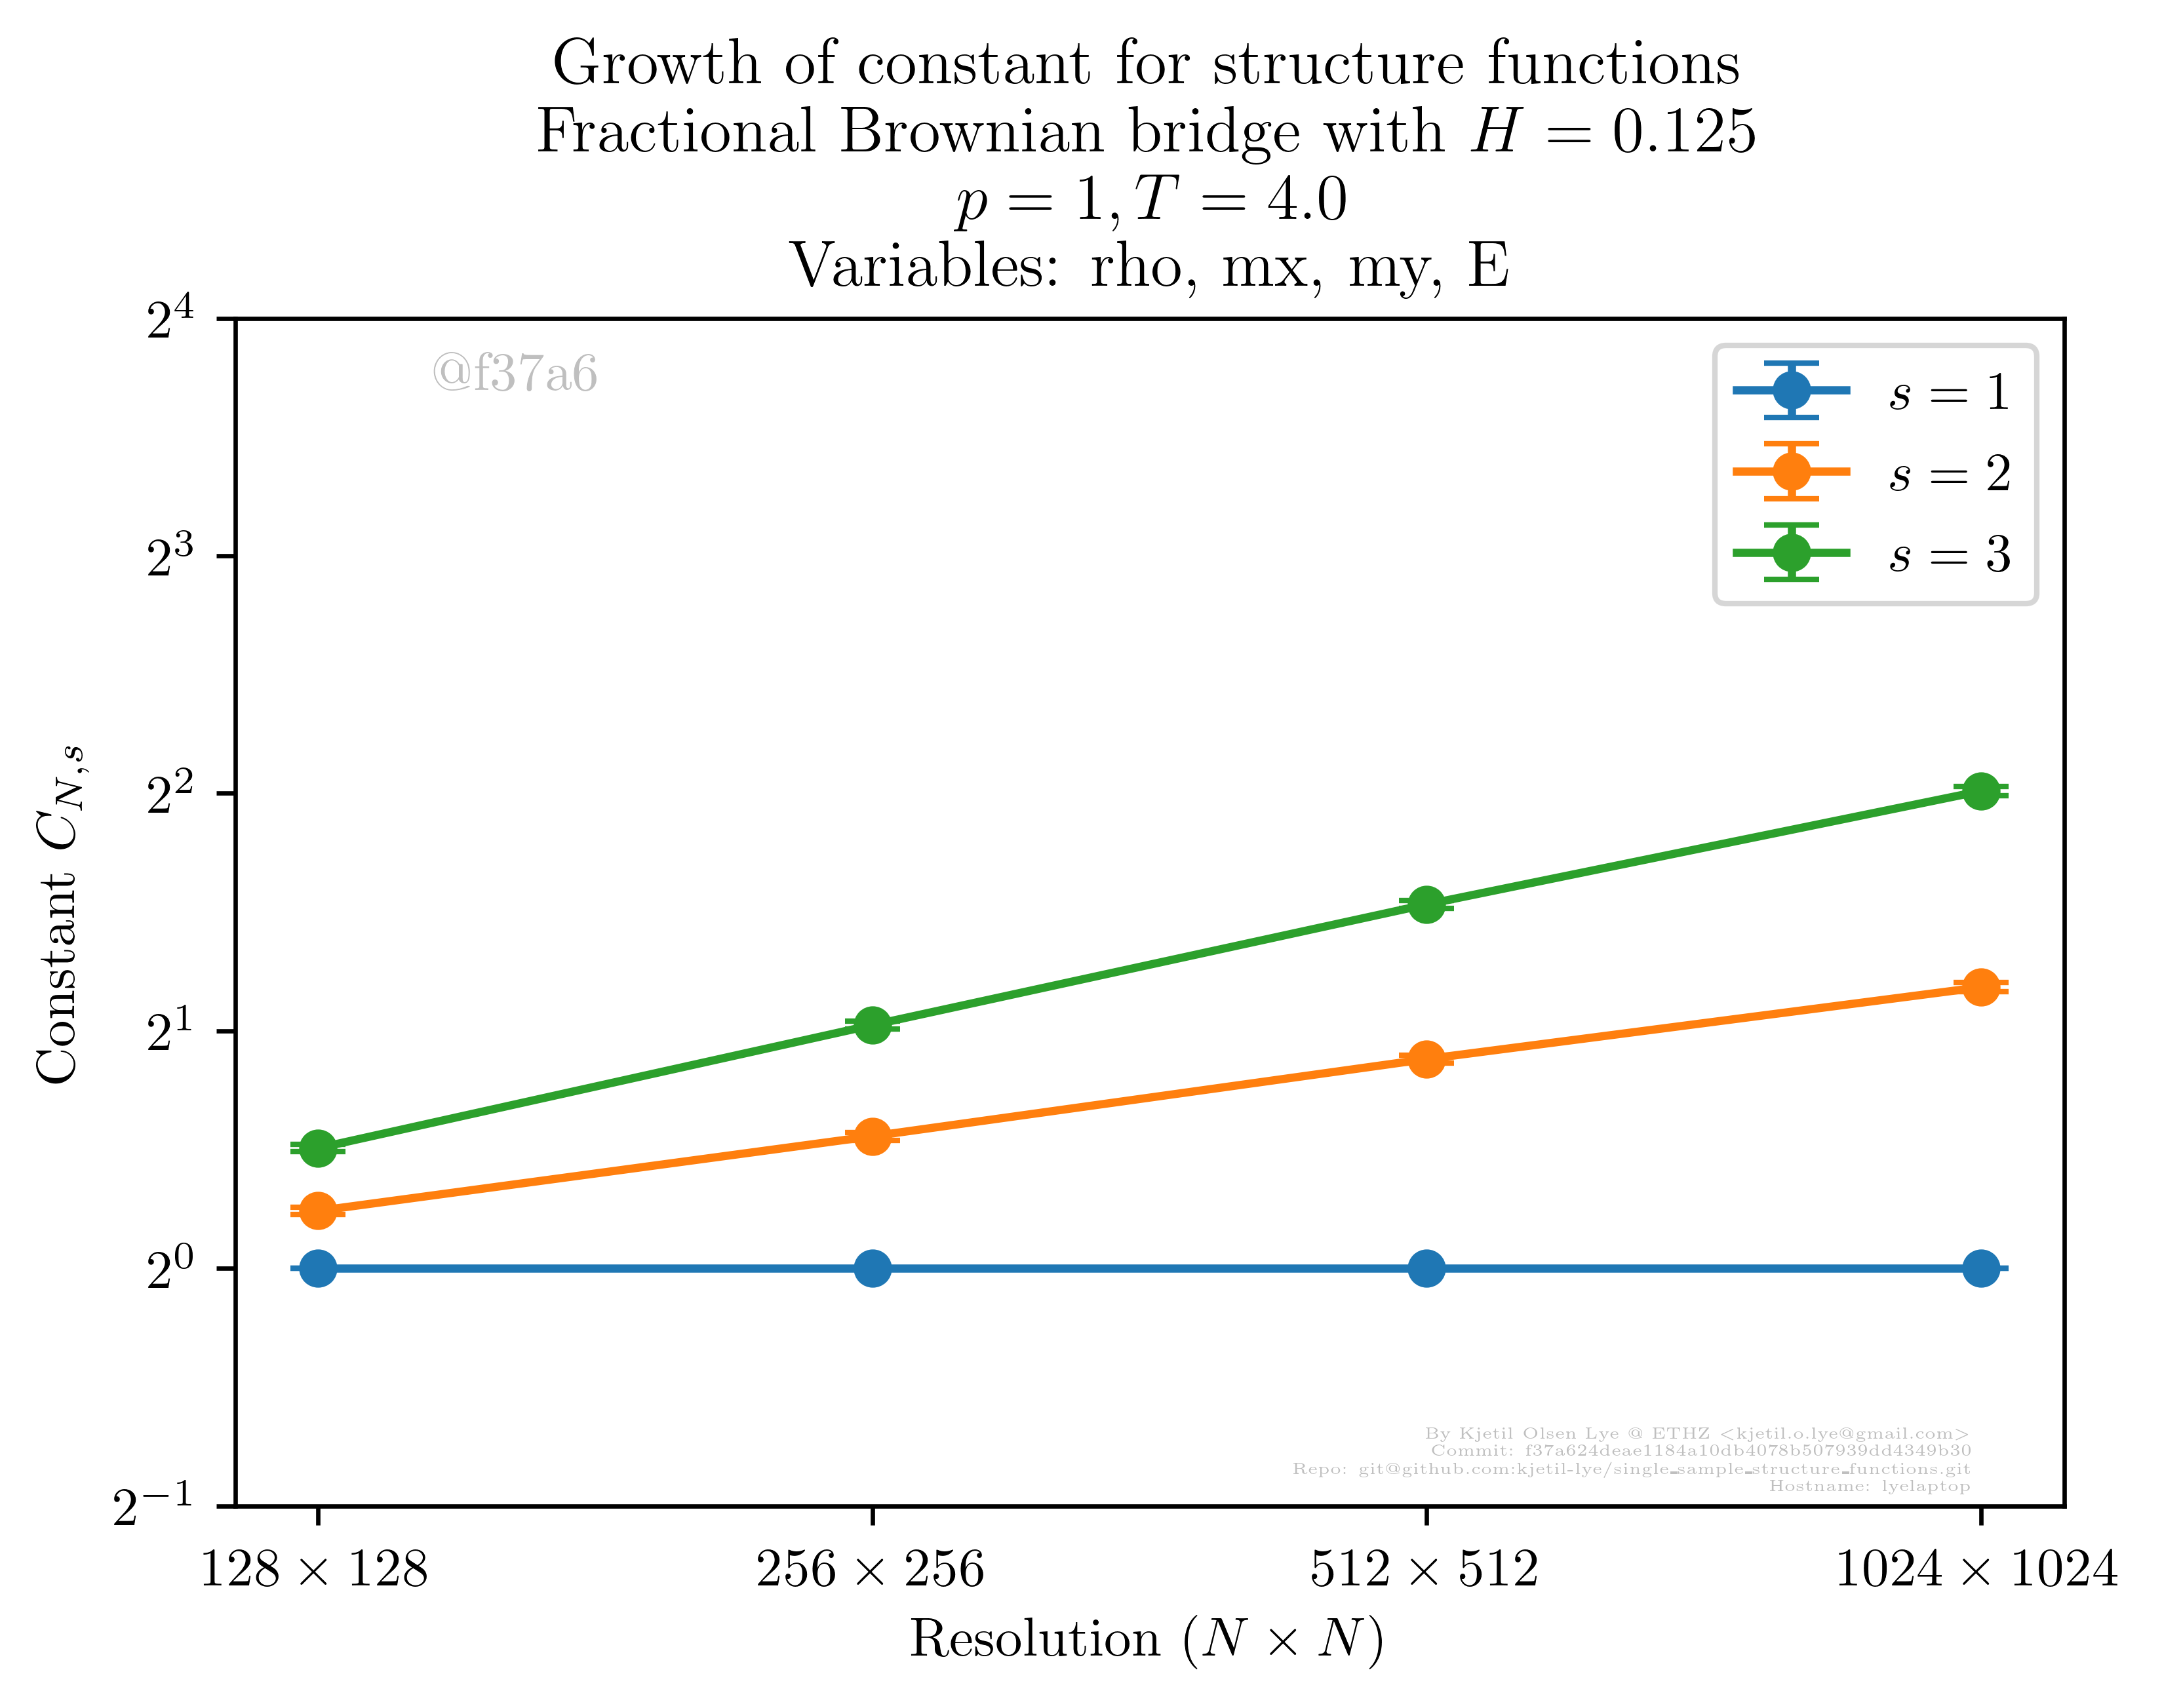 Growth of constant for structure functions
Fractional Brownian bridge with H = 0.125
p = 1, T = 4.0
Variables: rho, mx, my, E
2^4
@f37a6
s = 1
s = 2
2^3
s = 3
2^2
Constant C_{N,s}
2^1
2^0
By Kjetil Olsen Lye @ ETHZ <kjetil.o.lye@gmail.com>
Commit: f37a624deae1184a10db4078b507939dd4349b30
Repo: git@github.com:kjetil-lye/single_sample_structure_functions.git
Hostname: lyelaptop
2^{-1}
128 × 128 256 × 256 512 × 512 1024 × 1024
Resolution (N × N)